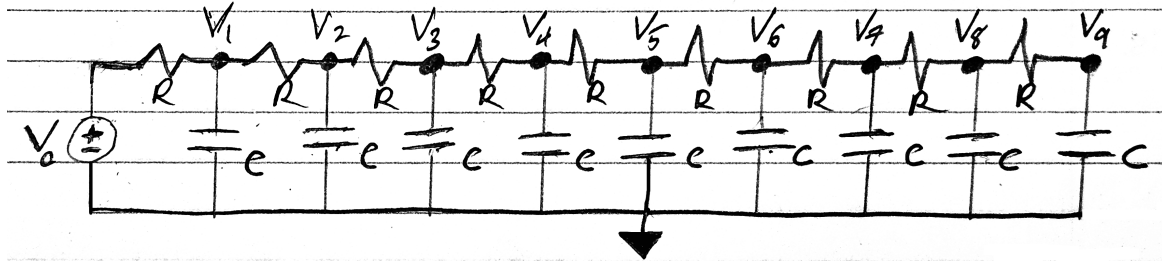 V₁ V₂ V₃ V₄ V₅ V₆ V₇ V₈ V₉
R R R R R R R R R
V₀ ± C C C C C C C C C